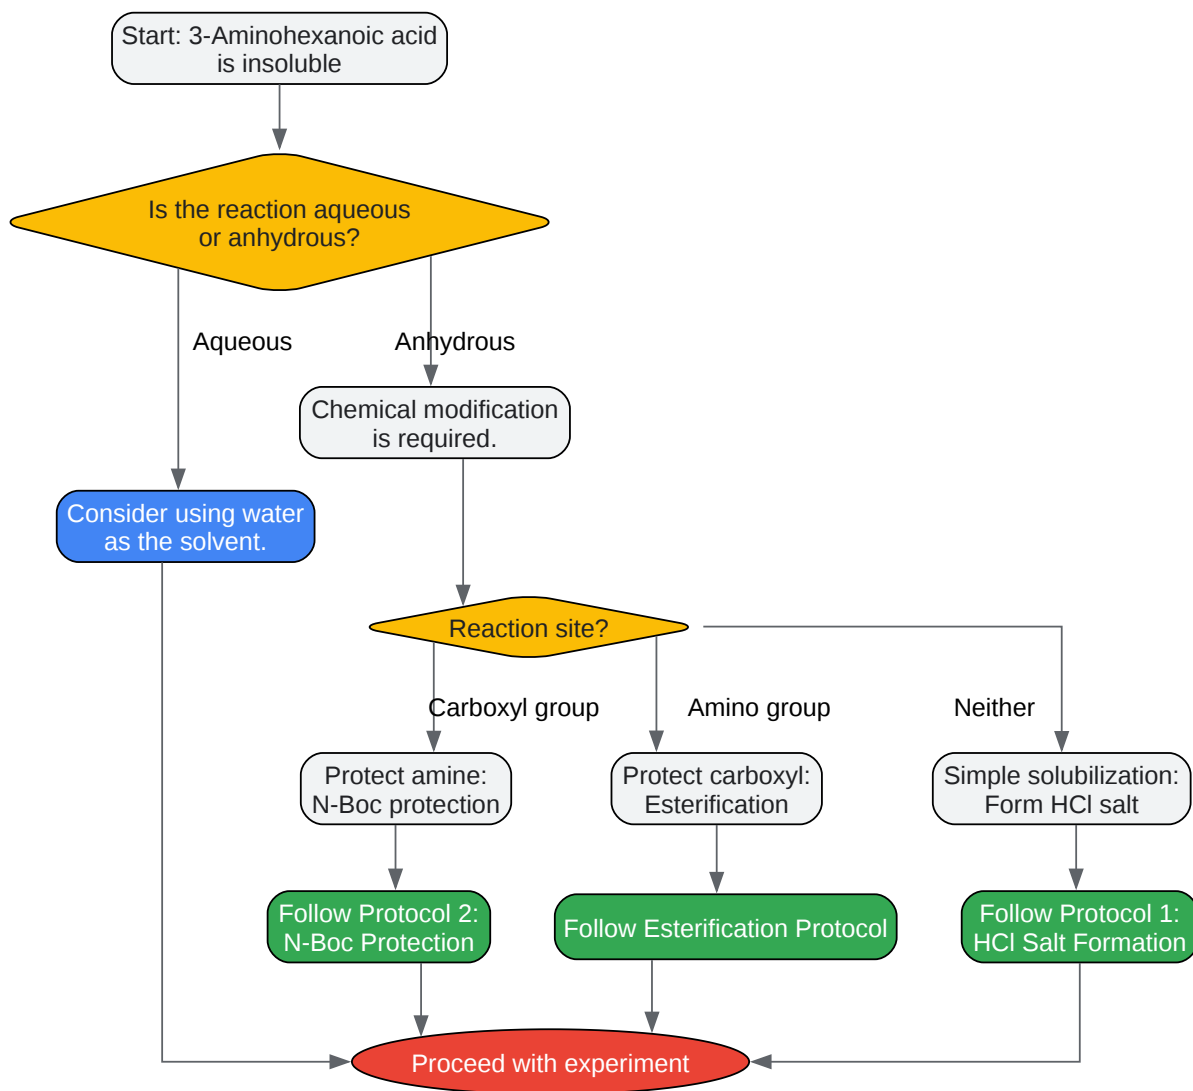 Start: 3-Aminohexanoic acid
is insoluble
Is the reaction aqueous
or anhydrous?
Aqueous
Anhydrous
Chemical modification
is required.
Consider using water
as the solvent.
Reaction site?
Carboxyl group
Amino group
Neither
Protect amine:
N-Boc protection
Protect carboxyl:
Esterification
Simple solubilization:
Form HCl salt
Follow Protocol 2:
N-Boc Protection
Follow Esterification Protocol
Follow Protocol 1:
HCl Salt Formation
Proceed with experiment